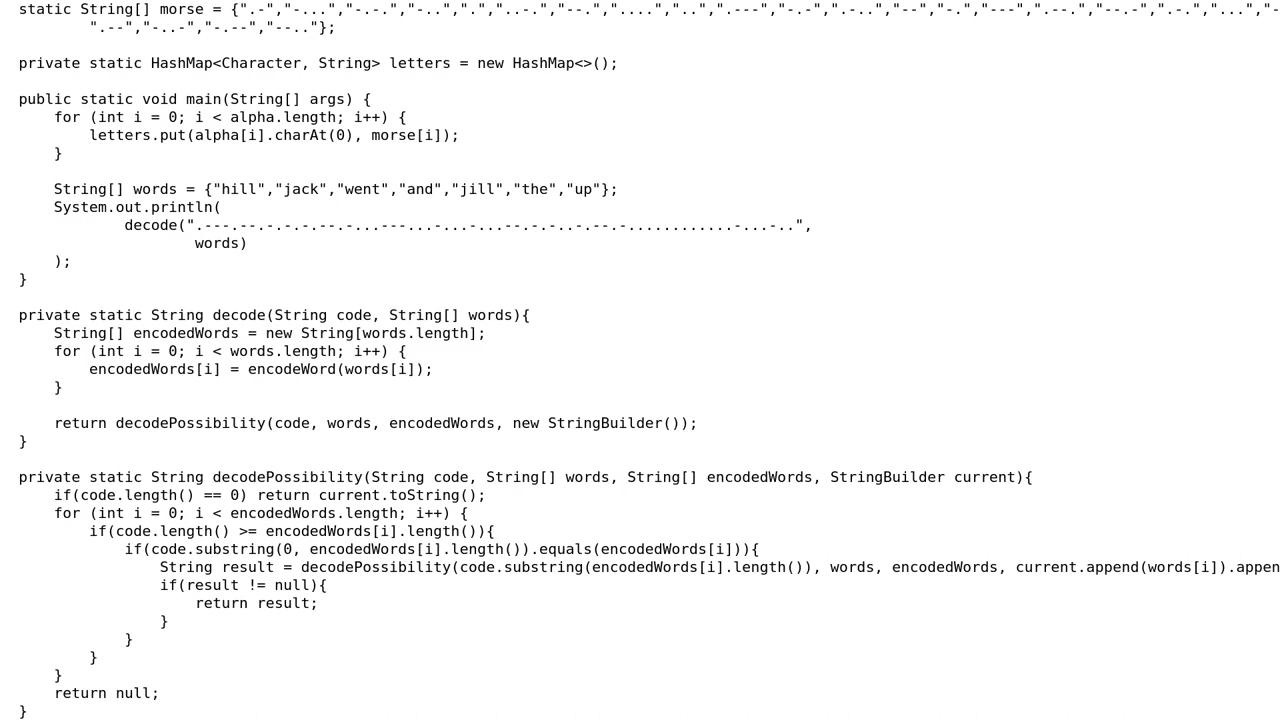 static String[] morse = {".-","-...","-.-.","-..",".","..-.","--.","....","..",".---","-.-",".-..","--","-.","---",".--.","--.-",".-.","...","-
".--","-..-","-.--","--.."};
private static HashMap<Character, String> letters = new HashMap<>();
public static void main(String[] args) {
for (int i = 0; i < alpha.length; i++) {
letters.put(alpha[i].charAt(0), morse[i]);
}
String[] words = {"hill","jack","went","and","jill","the","up"};
System.out.println(
decode(".---.--.-.-.-.--.-...---...-...-...--.-.-..-.--.-............-...-..",
words)
);
}
private static String decode(String code, String[] words){
String[] encodedWords = new String[words.length];
for (int i = 0; i < words.length; i++) {
encodedWords[i] = encodeWord(words[i]);
}
return decodePossibility(code, words, encodedWords, new StringBuilder());
}
private static String decodePossibility(String code, String[] words, String[] encodedWords, StringBuilder current){
if(code.length() == 0) return current.toString();
for (int i = 0; i < encodedWords.length; i++) {
if(code.length() >= encodedWords[i].length()){
if(code.substring(0, encodedWords[i].length()).equals(encodedWords[i])){
String result = decodePossibility(code.substring(encodedWords[i].length()), words, encodedWords, current.append(words[i]).appen
if(result != null){
return result;
}
}
}
}
return null;
}